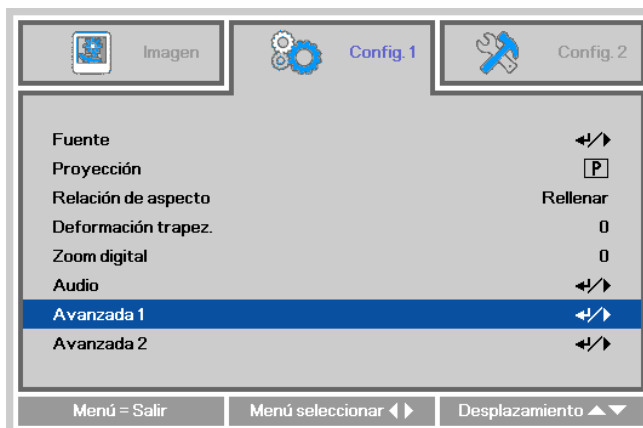 Imagen Config. 1 Config. 2
Fuente
Proyección P
Relación de aspecto Rellenar
Deformación trapez. 0
Zoom digital 0
Audio
Avanzada 1
Avanzada 2
Menú = Salir Menú seleccionar Desplazamiento